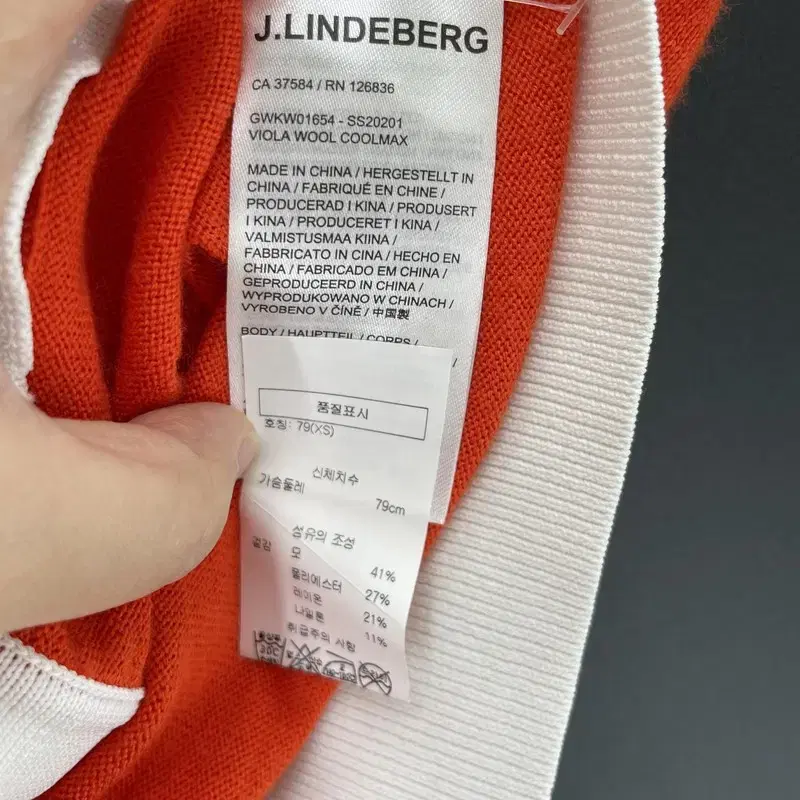 J.LINDEBERG
CA 37584 / RN 126836
GWKW01654 - SS20201
VIOLA WOOL COOLMAX
MADE IN CHINA / HERGESTELLT IN
CHINA / FABRIQUÉ EN CHINE /
PRODUCERAD I KINA / PRODUSERT
I KINA / PRODUCERET I KINA /
VALMISTUSMAA KIINA /
FABBRICATO IN CINA / HECHO EN
CHINA / FABRICADO EM CHINA /
GEPRODUCEERD IN CHINA /
WYPRODUKOWANO W CHINACH /
VYROBENO V ČÍNĚ / 中国製
BODY / HAUPTTEIL / CORPS /
품질표시
호칭: 79(XS)
신체치수
가슴둘레 79cm
섬유의 조성
겉감 모 41%
폴리에스터 27%
레이온 21%
나일론 11%
취급주의 사항